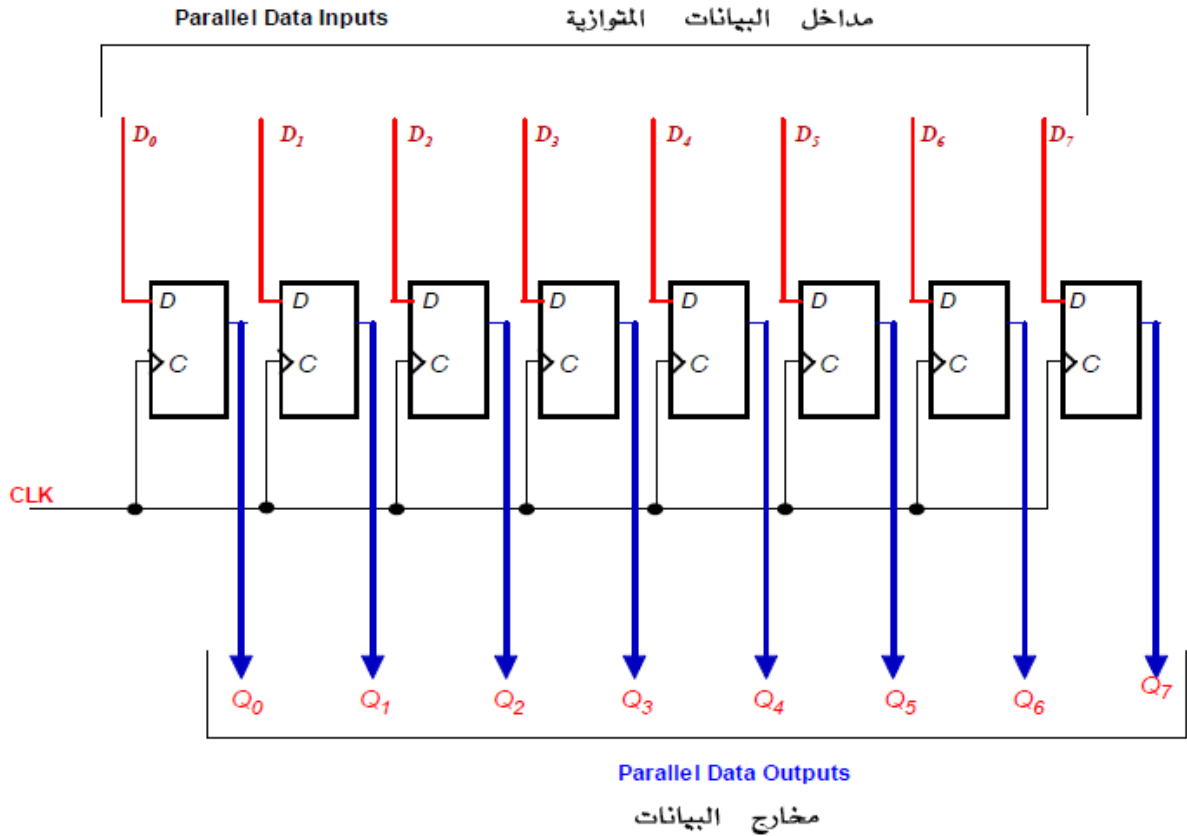 Parallel Data Inputs مداخل البيانات المتوازية
D₀ D₁ D₂ D₃ D₄ D₅ D₆ D₇
D D D D D D D D
C C C C C C C C
CLK
Q₀ Q₁ Q₂ Q₃ Q₄ Q₅ Q₆ Q₇
Parallel Data Outputs
مخارج البيانات